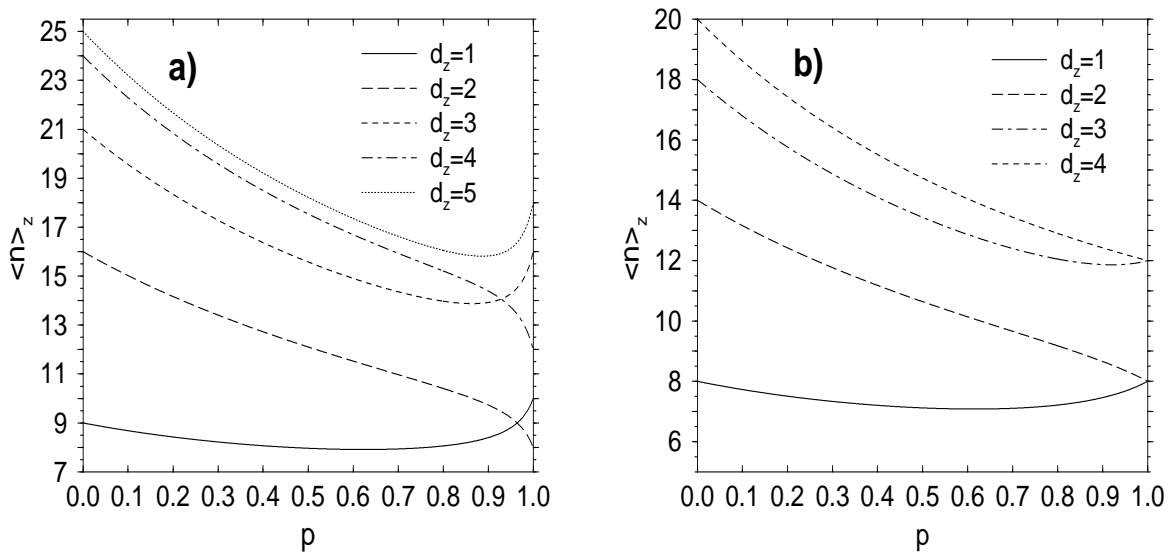 a)
d_z=1
d_z=2
d_z=3
d_z=4
d_z=5
25
23
21
19
17
15
13
11
9
7
<n>_z
0.0 0.1 0.2 0.3 0.4 0.5 0.6 0.7 0.8 0.9 1.0
p
b)
d_z=1
d_z=2
d_z=3
d_z=4
20
18
16
14
12
10
8
6
<n>_z
0.0 0.1 0.2 0.3 0.4 0.5 0.6 0.7 0.8 0.9 1.0
p